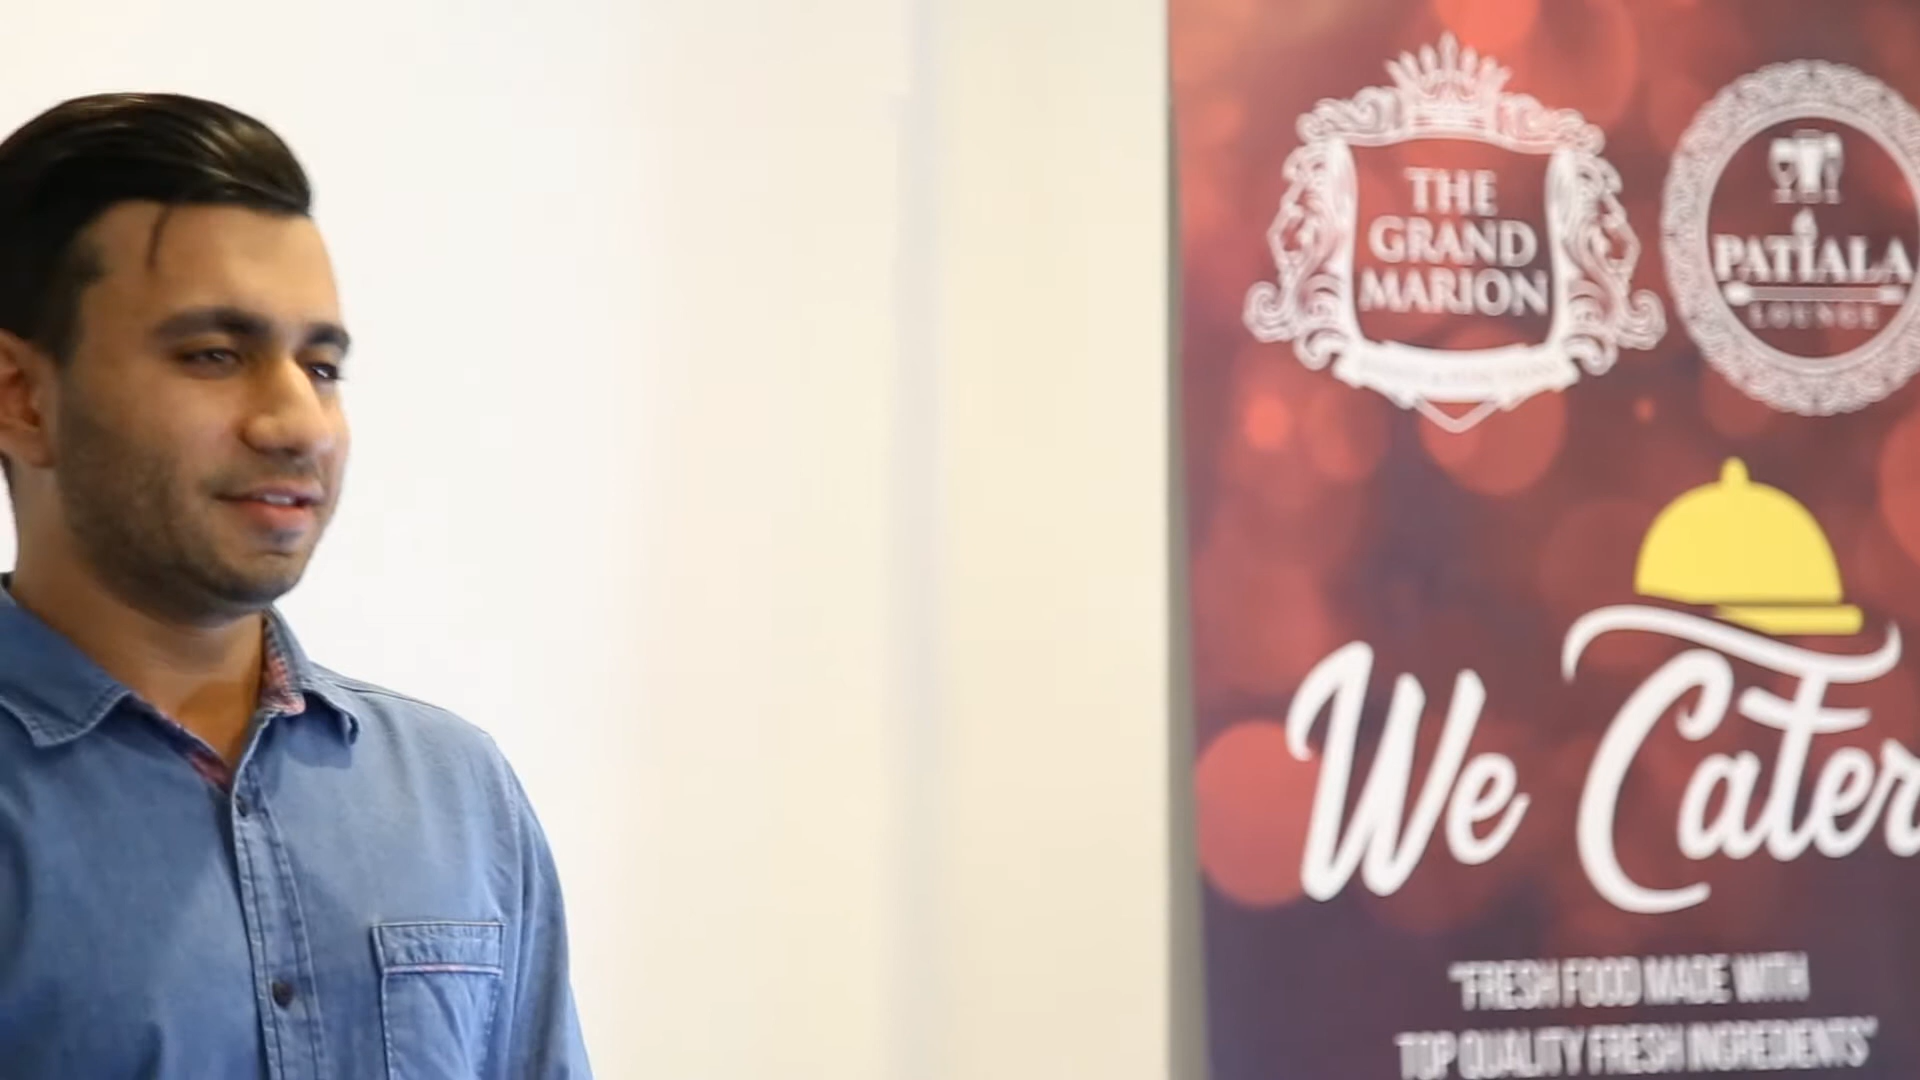 THE
GRAND
MARION
PATIALA
LOUNGE
We Cater
"FRESH FOOD MADE WITH
TOP QUALITY FRESH INGREDIENTS"